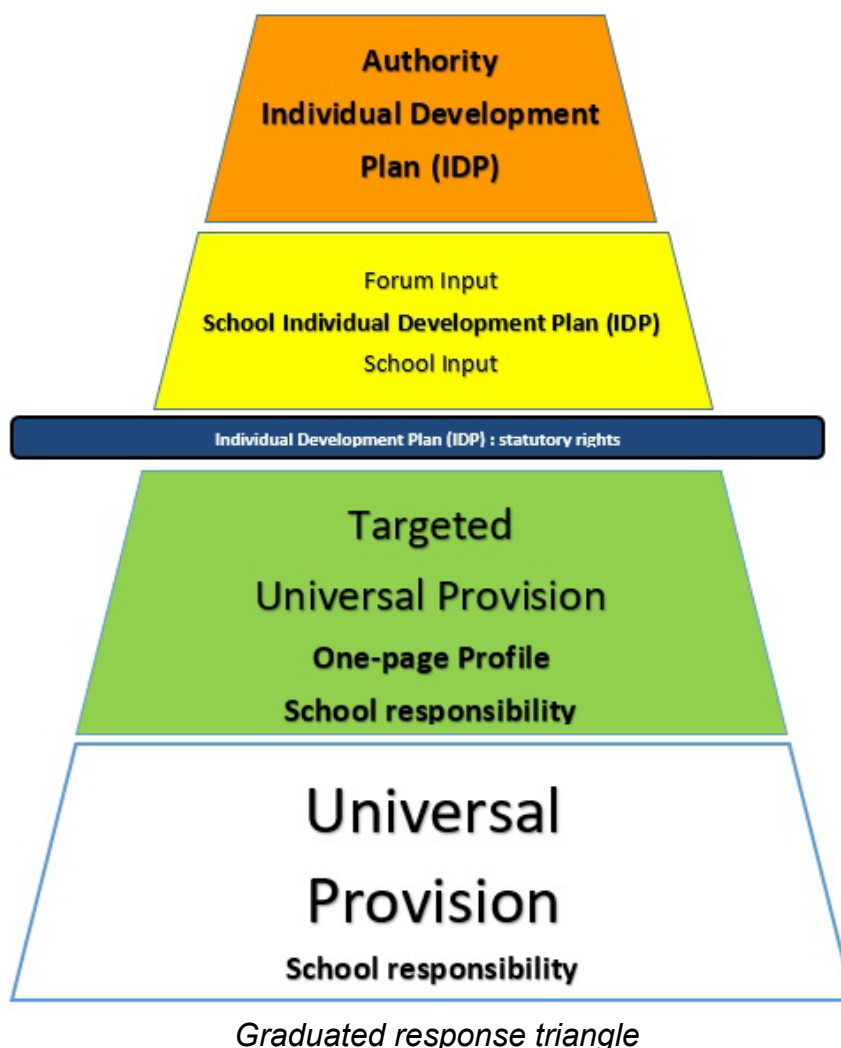 Authority
Individual Development
Plan (IDP)
Forum Input
School Individual Development Plan (IDP)
School Input
Individual Development Plan (IDP) : statutory rights
Targeted
Universal Provision
One-page Profile
School responsibility
Universal
Provision
School responsibility
Graduated response triangle